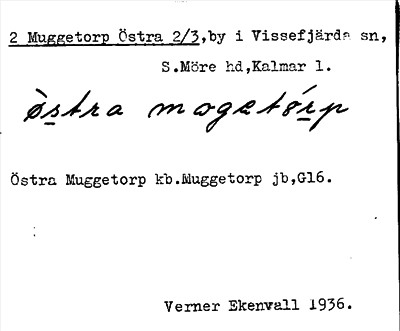 2 Muggetorp Östra 2/3,by i Vissefjärda sn,
S.Möre hd,Kalmar l.
östra mogetórp
Östra Muggetorp kb.Muggetorp jb,G16.
Verner Ekenvall 1936.